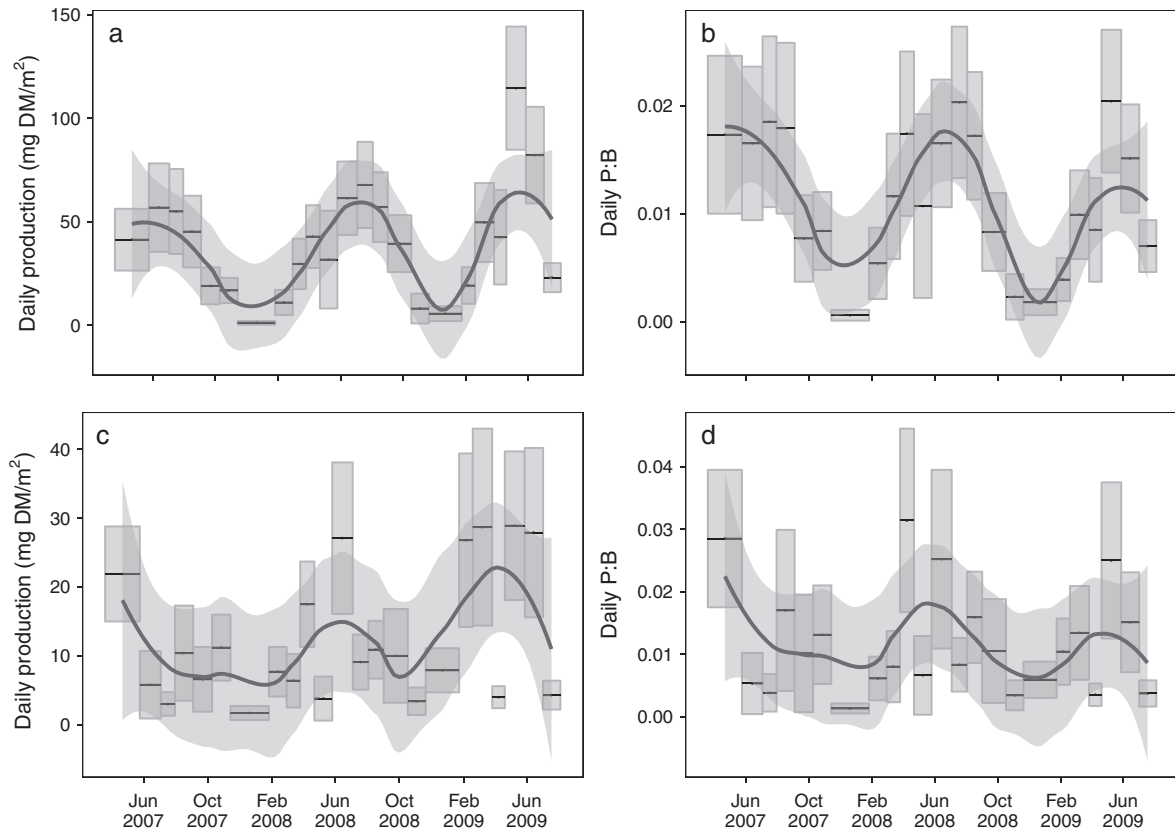 a
Daily production (mg DM/m²)
150
100
50
0
b
Daily P:B
0.02
0.01
0.00
c
Daily production (mg DM/m²)
40
30
20
10
0
Jun Oct Feb Jun Oct Feb Jun
2007 2007 2008 2008 2008 2009 2009
d
Daily P:B
0.04
0.03
0.02
0.01
0.00
Jun Oct Feb Jun Oct Feb Jun
2007 2007 2008 2008 2008 2009 2009